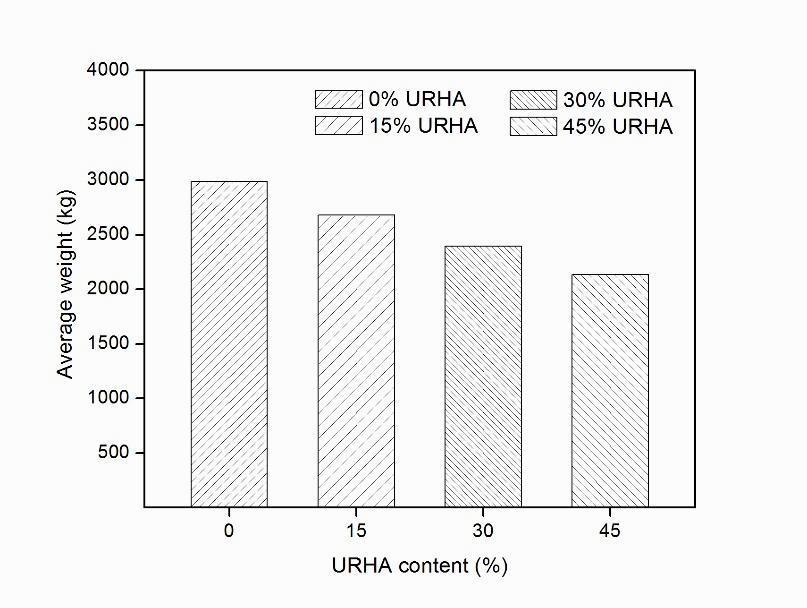 4000
3500
3000
2500
2000
1500
1000
500
Average weight (kg)
0% URHA
15% URHA
30% URHA
45% URHA
0 15 30 45
URHA content (%)